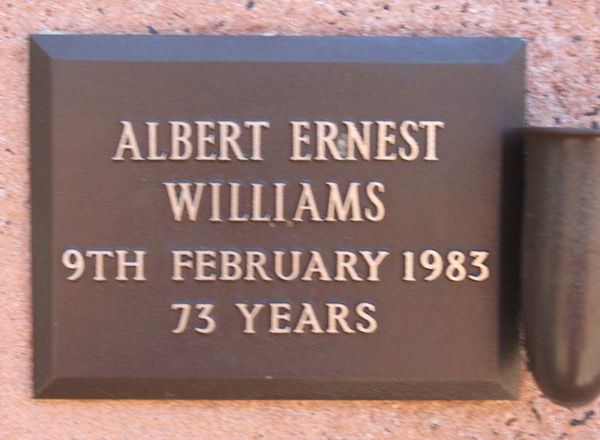 ALBERT ERNEST
WILLIAMS
9TH FEBRUARY 1983
73 YEARS